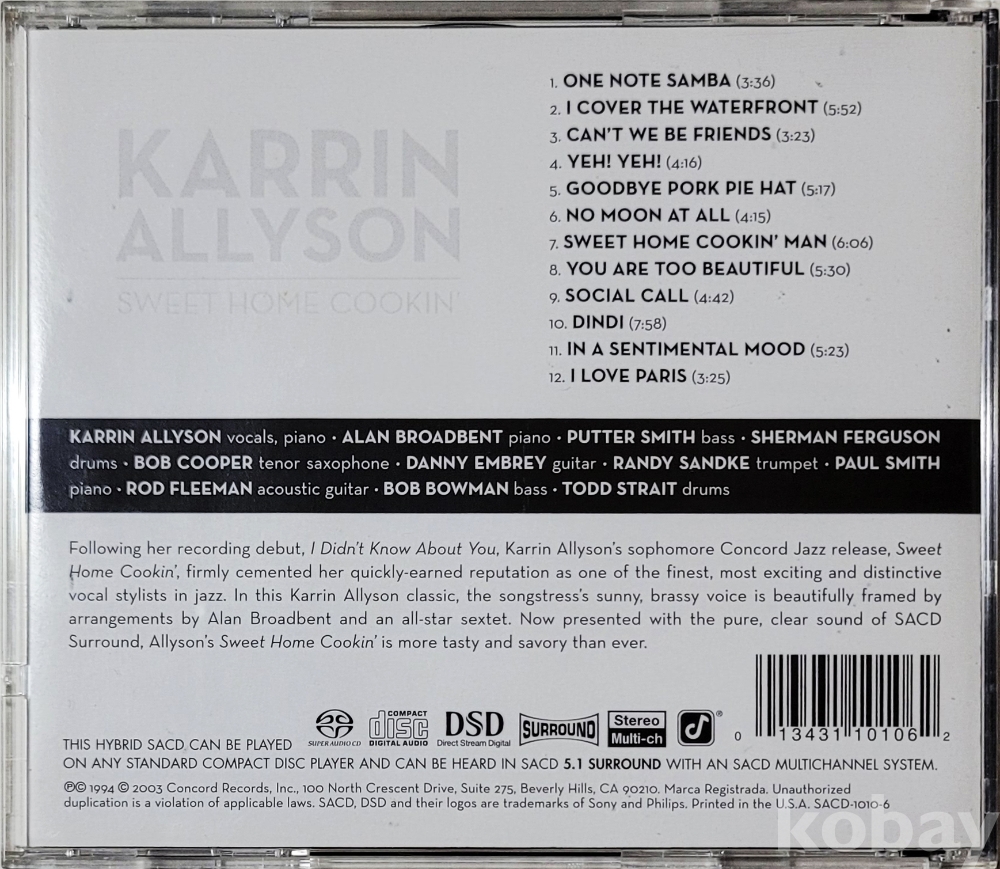 KARRIN
ALLYSON
SWEET HOME COOKIN'
1. ONE NOTE SAMBA (3:36)
2. I COVER THE WATERFRONT (5:52)
3. CAN'T WE BE FRIENDS (3:23)
4. YEH! YEH! (4:16)
5. GOODBYE PORK PIE HAT (5:17)
6. NO MOON AT ALL (4:15)
7. SWEET HOME COOKIN' MAN (6:06)
8. YOU ARE TOO BEAUTIFUL (5:30)
9. SOCIAL CALL (4:42)
10. DINDI (7:58)
11. IN A SENTIMENTAL MOOD (5:23)
12. I LOVE PARIS (3:25)
KARRIN ALLYSON vocals, piano • ALAN BROADBENT piano • PUTTER SMITH bass • SHERMAN FERGUSON
drums • BOB COOPER tenor saxophone • DANNY EMBREY guitar • RANDY SANDKE trumpet • PAUL SMITH
piano • ROD FLEEMAN acoustic guitar • BOB BOWMAN bass • TODD STRAIT drums
Following her recording debut, I Didn't Know About You, Karrin Allyson's sophomore Concord Jazz release, Sweet
Home Cookin', firmly cemented her quickly-earned reputation as one of the finest, most exciting and distinctive
vocal stylists in jazz. In this Karrin Allyson classic, the songstress's sunny, brassy voice is beautifully framed by
arrangements by Alan Broadbent and an all-star sextet. Now presented with the pure, clear sound of SACD
Surround, Allyson's Sweet Home Cookin' is more tasty and savory than ever.
SUPER AUDIO CD
COMPACT
disc
DIGITAL AUDIO
DSD
Direct Stream Digital
SURROUND
Stereo
Multi-ch
®
0 13431 10106 2
THIS HYBRID SACD CAN BE PLAYED
ON ANY STANDARD COMPACT DISC PLAYER AND CAN BE HEARD IN SACD 5.1 SURROUND WITH AN SACD MULTICHANNEL SYSTEM.
℗© 1994 © 2003 Concord Records, Inc., 100 North Crescent Drive, Suite 275, Beverly Hills, CA 90210. Marca Registrada. Unauthorized
duplication is a violation of applicable laws. SACD, DSD and their logos are trademarks of Sony and Philips. Printed in the U.S.A. SACD-1010-6
kobay